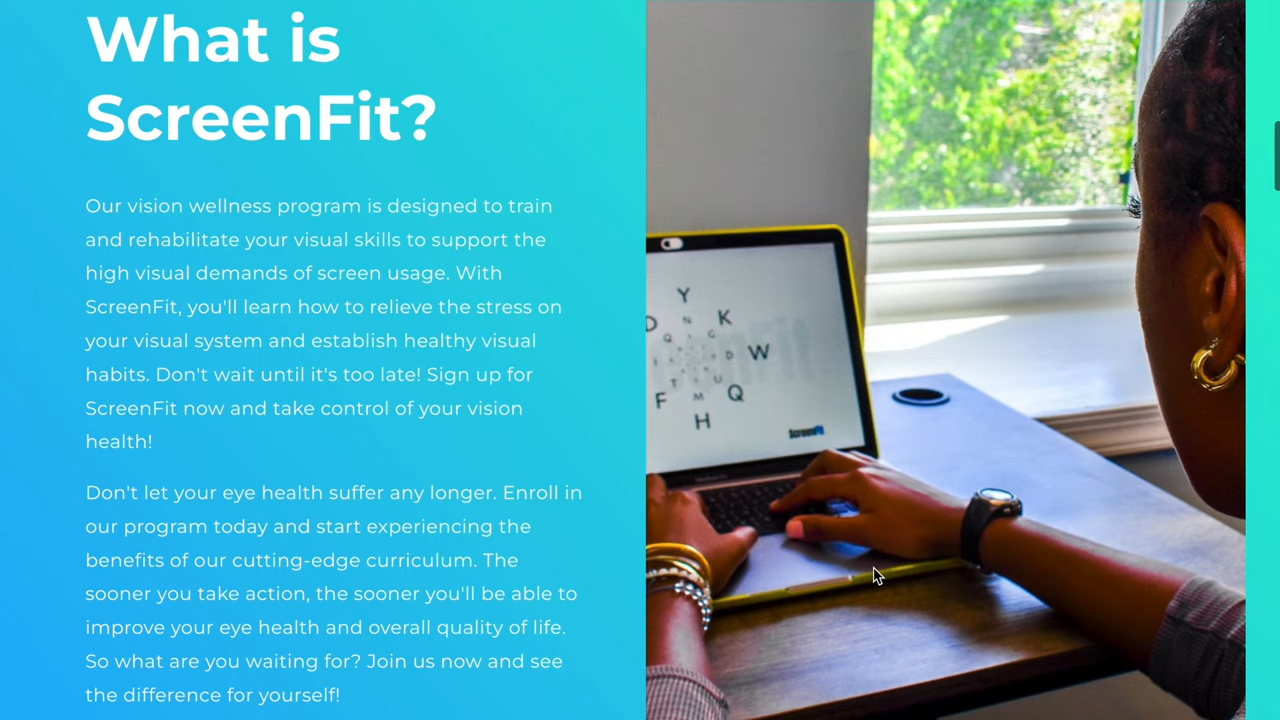 What is
ScreenFit?
Our vision wellness program is designed to train
and rehabilitate your visual skills to support the
high visual demands of screen usage. With
ScreenFit, you'll learn how to relieve the stress on
your visual system and establish healthy visual
habits. Don't wait until it's too late! Sign up for
ScreenFit now and take control of your vision
health!
Don't let your eye health suffer any longer. Enroll in
our program today and start experiencing the
benefits of our cutting-edge curriculum. The
sooner you take action, the sooner you'll be able to
improve your eye health and overall quality of life.
So what are you waiting for? Join us now and see
the difference for yourself!
Y
N
K
Q
C
D
W
T
U
F
M
Q
H
ScreenFit